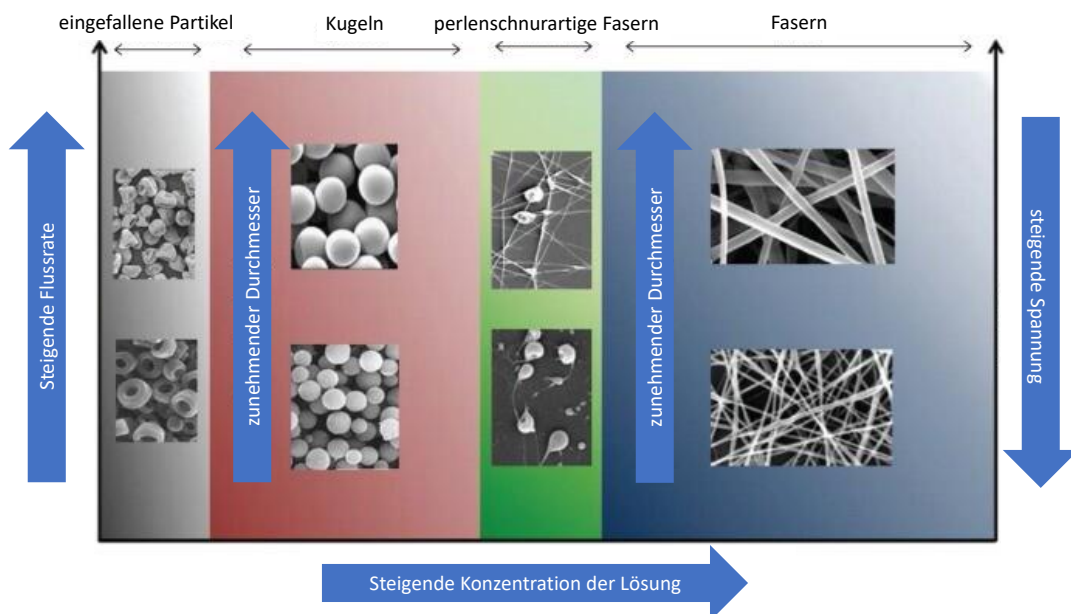 eingefallene Partikel
Kugeln
perlenschnurartige Fasern
Fasern
Steigende Flussrate
zunehmender Durchmesser
zunehmender Durchmesser
steigende Spannung
Steigende Konzentration der Lösung